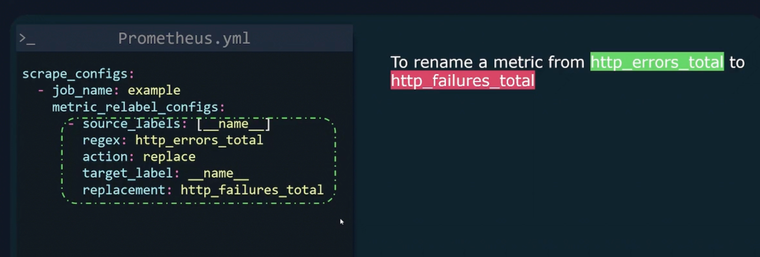 >_ Prometheus.yml
scrape_configs:
  - job_name: example
    metric_relabel_configs:
      - source_labels: [__name__]
        regex: http_errors_total
        action: replace
        target_label: __name__
        replacement: http_failures_total
To rename a metric from http_errors_total to
http_failures_total